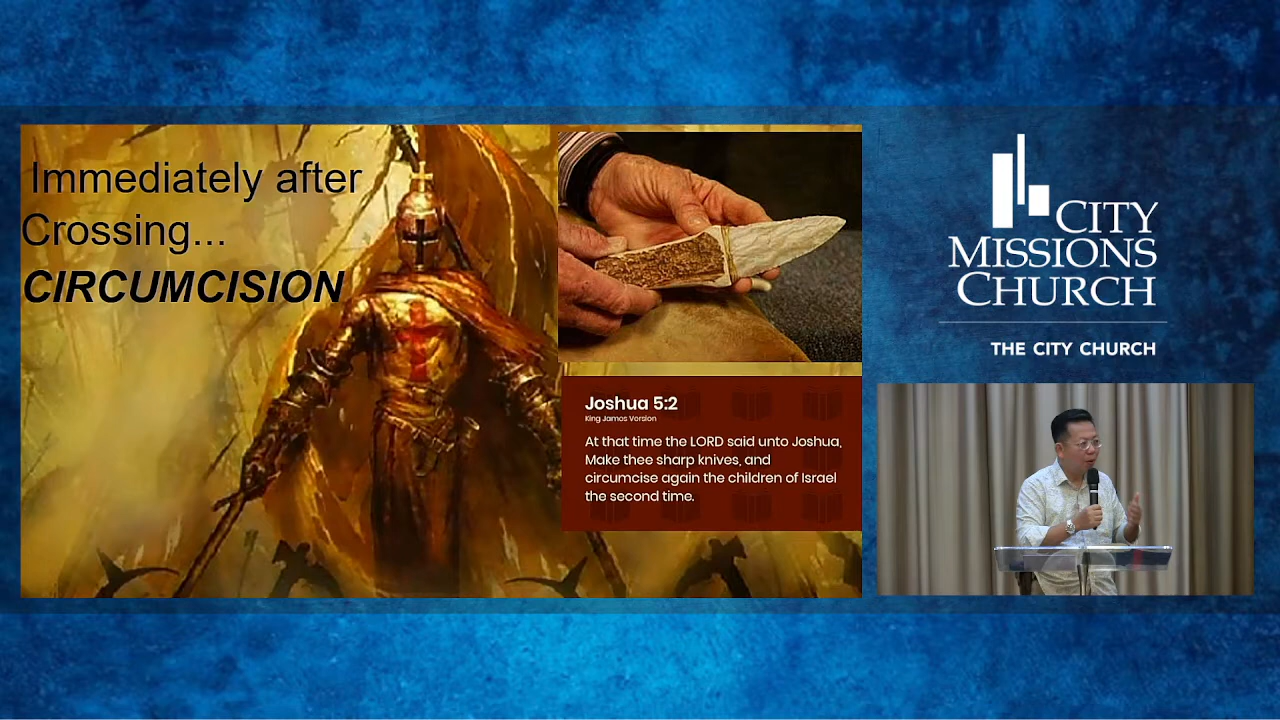 Immediately after
Crossing...
CIRCUMCISION
Joshua 5:2
King James Version
At that time the LORD said unto Joshua,
Make thee sharp knives, and
circumcise again the children of Israel
the second time.
CITY
MISSIONS
CHURCH
THE CITY CHURCH